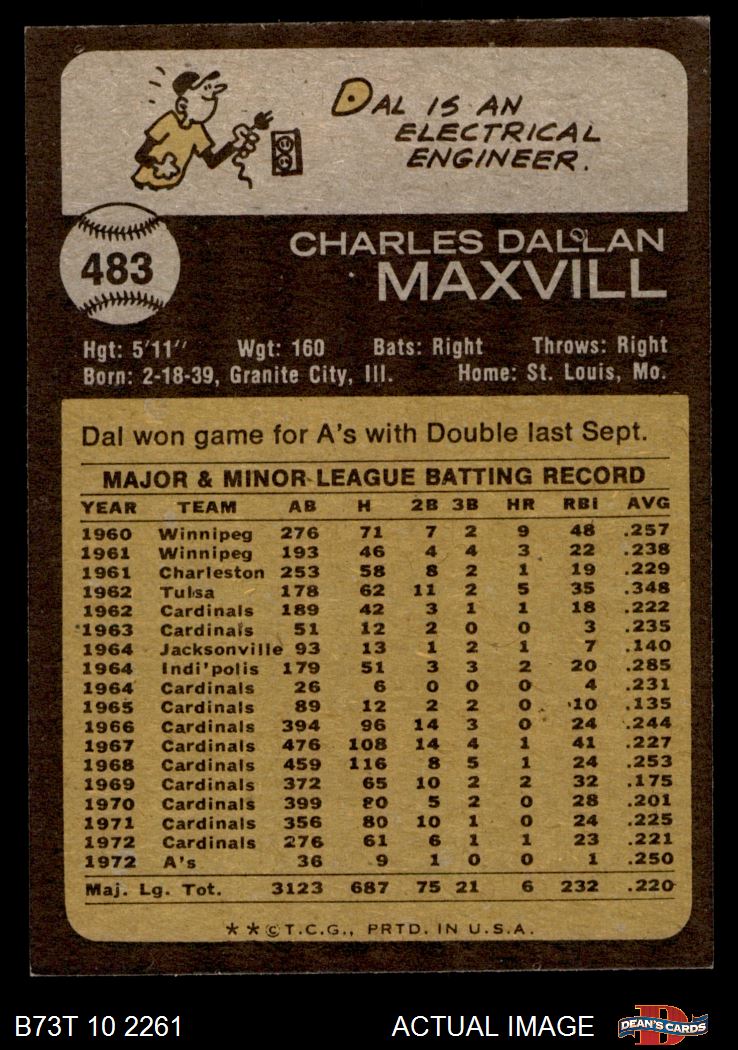 DAL IS AN
ELECTRICAL
ENGINEER.
483
CHARLES DALLAN
MAXVILL
Hgt: 5'11" Wgt: 160 Bats: Right Throws: Right
Born: 2-18-39, Granite City, Ill. Home: St. Louis, Mo.
Dal won game for A's with Double last Sept.
MAJOR & MINOR LEAGUE BATTING RECORD
YEAR TEAM AB H 2B 3B HR RBI AVG
1960 Winnipeg 276 71 7 2 9 48 .257
1961 Winnipeg 193 46 4 4 3 22 .238
1961 Charleston 253 58 8 2 1 19 .229
1962 Tulsa 178 62 11 2 5 35 .348
1962 Cardinals 189 42 3 1 1 18 .222
1963 Cardinals 51 12 2 0 0 3 .235
1964 Jacksonville 93 13 1 2 1 7 .140
1964 Indi'polis 179 51 3 3 2 20 .285
1964 Cardinals 26 6 0 0 0 4 .231
1965 Cardinals 89 12 2 2 0 10 .135
1966 Cardinals 394 96 14 3 0 24 .244
1967 Cardinals 476 108 14 4 1 41 .227
1968 Cardinals 459 116 8 5 1 24 .253
1969 Cardinals 372 65 10 2 2 32 .175
1970 Cardinals 399 80 5 2 0 28 .201
1971 Cardinals 356 80 10 1 0 24 .225
1972 Cardinals 276 61 6 1 1 23 .221
1972 A's 36 9 1 0 0 1 .250
Maj. Lg. Tot. 3123 687 75 21 6 232 .220
**©T.C.G., PRTD. IN U.S.A.
B73T 10 2261 ACTUAL IMAGE DEAN'S CARDS